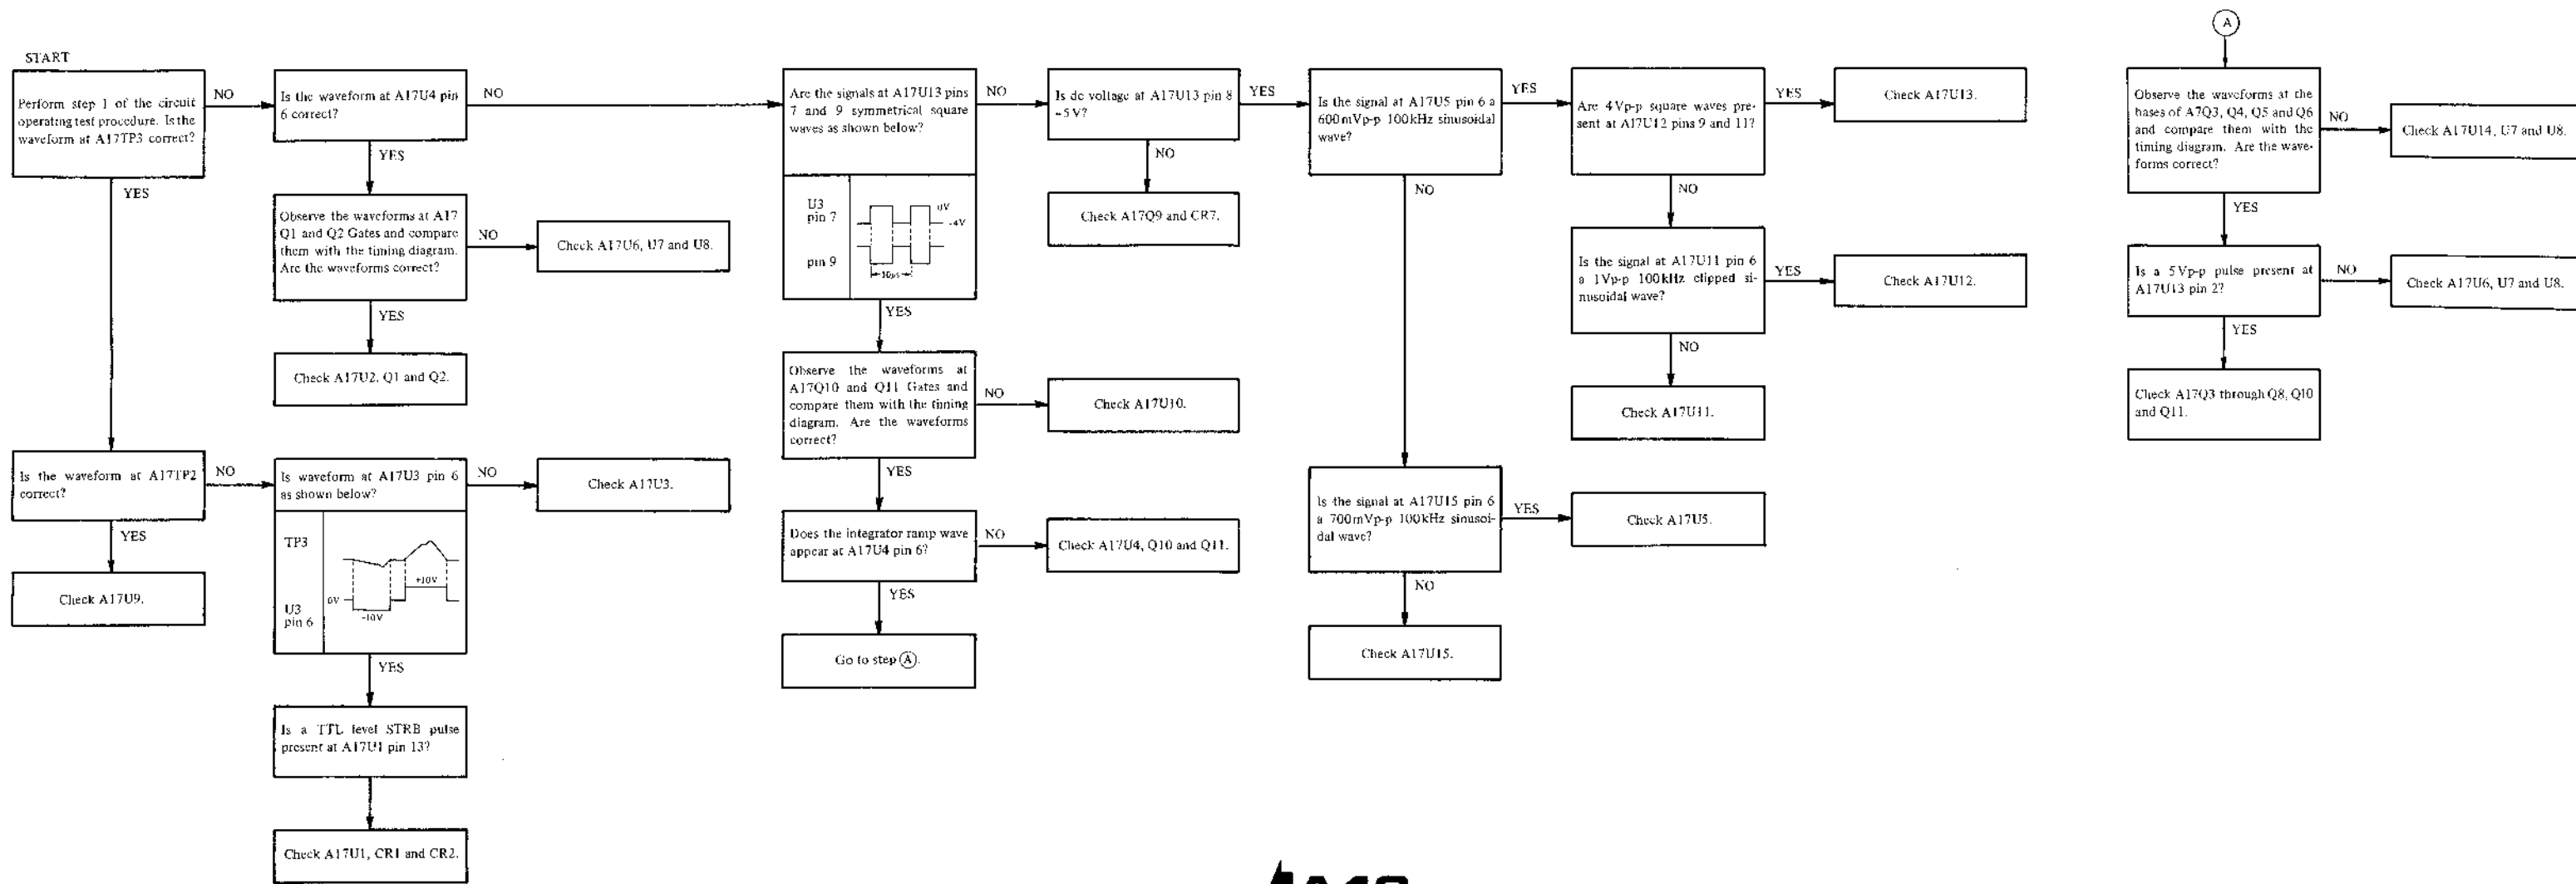 START
Perform step 1 of the circuit
operating test procedure. Is the
waveform at A17TP3 correct?
NO
YES
Is the waveform at A17U4 pin
6 correct?
NO
YES
Observe the waveforms at A17
Q1 and Q2 Gates and compare
them with the timing diagram.
Are the waveforms correct?
NO
Check A17U6, U7 and U8.
YES
Check A17U2, Q1 and Q2.
Is the waveform at A17TP2
correct?
NO
YES
Check A17U9.
Is waveform at A17U3 pin 6
as shown below?
NO
Check A17U3.
TP3
+10V
0V
U3
pin 6
-10V
YES
Is a TTL level STRB pulse
present at A17U1 pin 13?
Check A17U1, CR1 and CR2.
Are the signals at A17U13 pins
7 and 9 symmetrical square
waves as shown below?
NO
U3
pin 7
0V
-4V
pin 9
10μs
YES
Observe the waveforms at
A17Q10 and Q11 Gates and
compare them with the timing
diagram. Are the waveforms
correct?
NO
Check A17U10.
YES
Does the integrator ramp wave
appear at A17U4 pin 6?
NO
Check A17U4, Q10 and Q11.
YES
Go to step A.
Is dc voltage at A17U13 pin 8
-5V?
YES
NO
Check A17Q9 and CR7.
Is the signal at A17U5 pin 6 a
600mVp-p 100kHz sinusoidal
wave?
YES
NO
Are 4Vp-p square waves pre-
sent at A17U12 pins 9 and 11?
YES
Check A17U13.
NO
Is the signal at A17U11 pin 6
a 1Vp-p 100kHz clipped si-
nusoidal wave?
YES
Check A17U12.
NO
Check A17U11.
Is the signal at A17U15 pin 6
a 700mVp-p 100kHz sinusoi-
dal wave?
YES
Check A17U5.
NO
Check A17U15.
A
Observe the waveforms at the
bases of A7Q3, Q4, Q5 and Q6
and compare them with the
timing diagram. Are the wave-
forms correct?
NO
Check A17U14, U7 and U8.
YES
Is a 5Vp-p pulse present at
A17U13 pin 2?
NO
Check A17U6, U7 and U8.
YES
Check A17Q3 through Q8, Q10
and Q11.